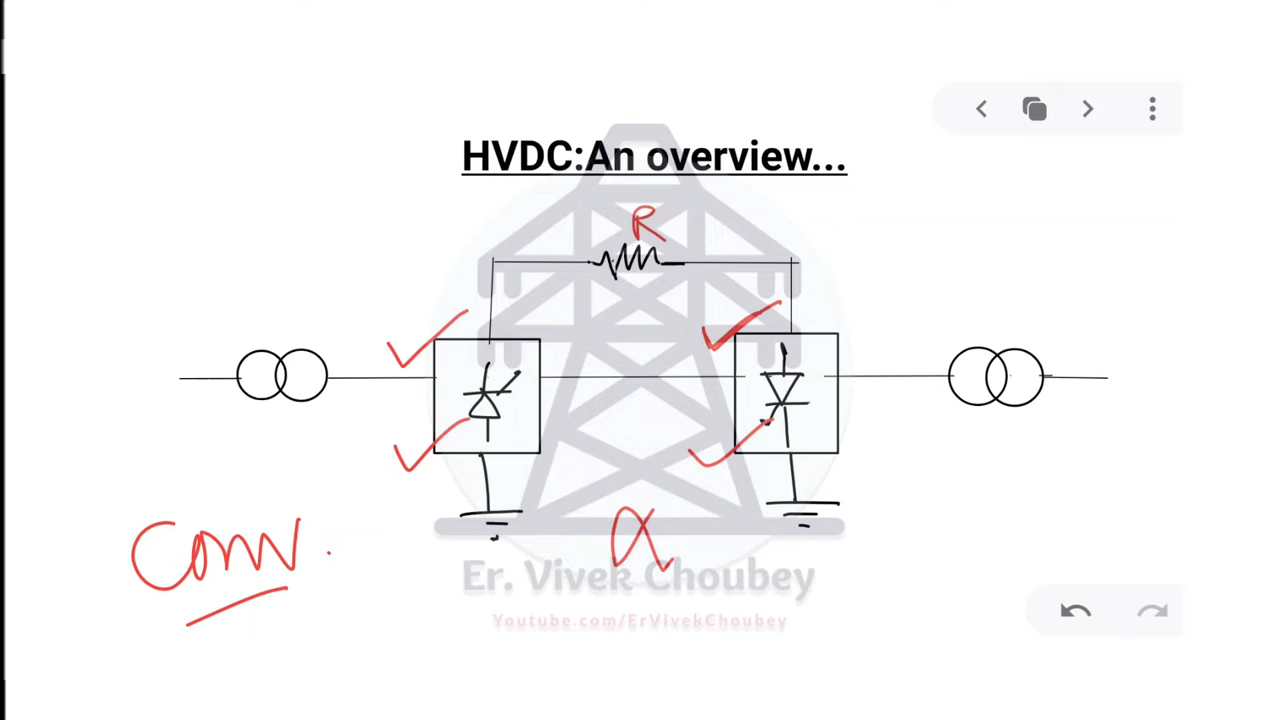 HVDC:An overview...
R
α
Conv.
Er. Vivek Choubey
Youtube.com/ErVivekChoubey